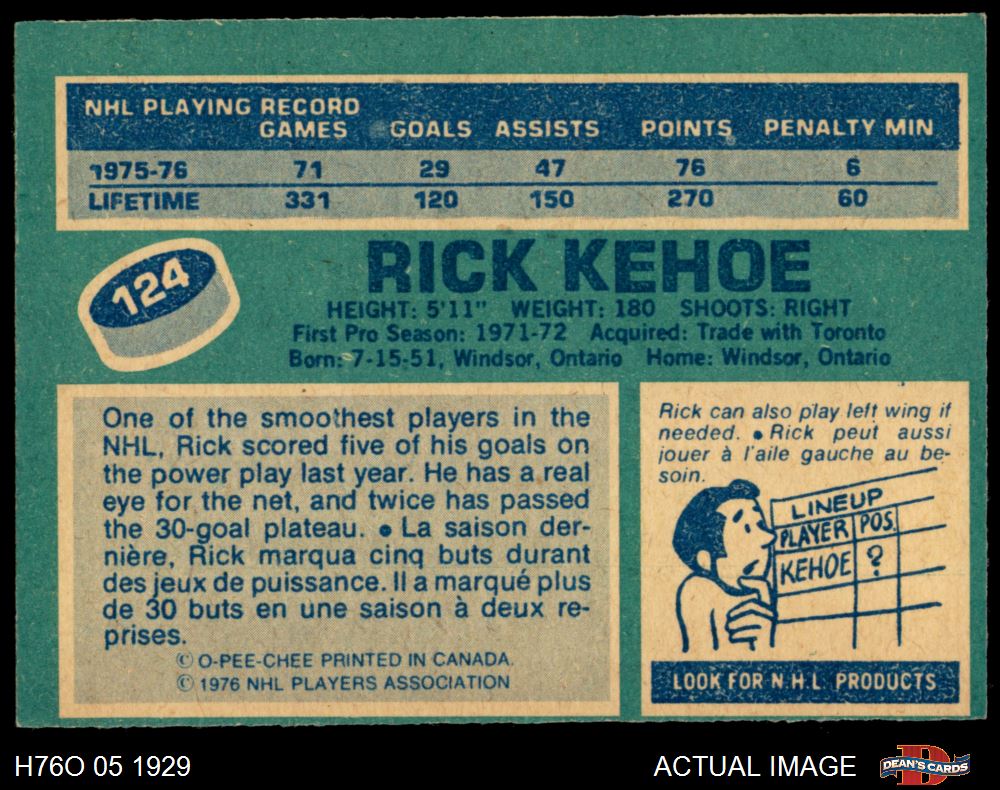 NHL PLAYING RECORD
GAMES GOALS ASSISTS POINTS PENALTY MIN
1975-76 71 29 47 76 6
LIFETIME 331 120 150 270 60
124
RICK KEHOE
HEIGHT: 5'11" WEIGHT: 180 SHOOTS: RIGHT
First Pro Season: 1971-72 Acquired: Trade with Toronto
Born: 7-15-51, Windsor, Ontario Home: Windsor, Ontario
One of the smoothest players in the
NHL, Rick scored five of his goals on
the power play last year. He has a real
eye for the net, and twice has passed
the 30-goal plateau. • La saison der-
nière, Rick marqua cinq buts durant
des jeux de puissance. Il a marqué plus
de 30 buts en une saison à deux re-
prises.
© O-PEE-CHEE PRINTED IN CANADA.
© 1976 NHL PLAYERS ASSOCIATION
Rick can also play left wing if
needed. • Rick peut aussi
jouer à l'aile gauche au be-
soin.
LINEUP
PLAYER POS.
KEHOE ?
LOOK FOR N.H.L. PRODUCTS
H76O 05 1929
ACTUAL IMAGE
D
DEAN'S CARDS